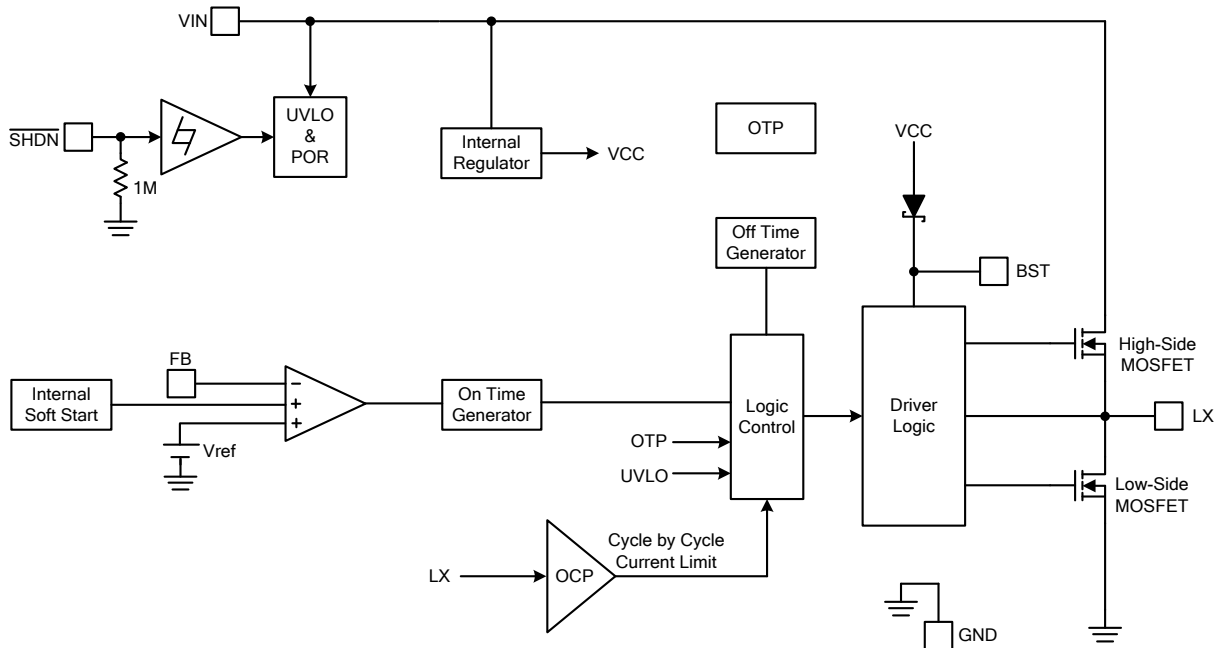 VIN
SHDN
1M
UVLO
&
POR
Internal
Regulator
VCC
OTP
VCC
Off Time
Generator
BST
FB
Internal
Soft Start
−
+
+
Vref
On Time
Generator
Logic
Control
Driver
Logic
High-Side
MOSFET
LX
OTP
UVLO
Low-Side
MOSFET
Cycle by Cycle
Current Limit
LX
OCP
GND